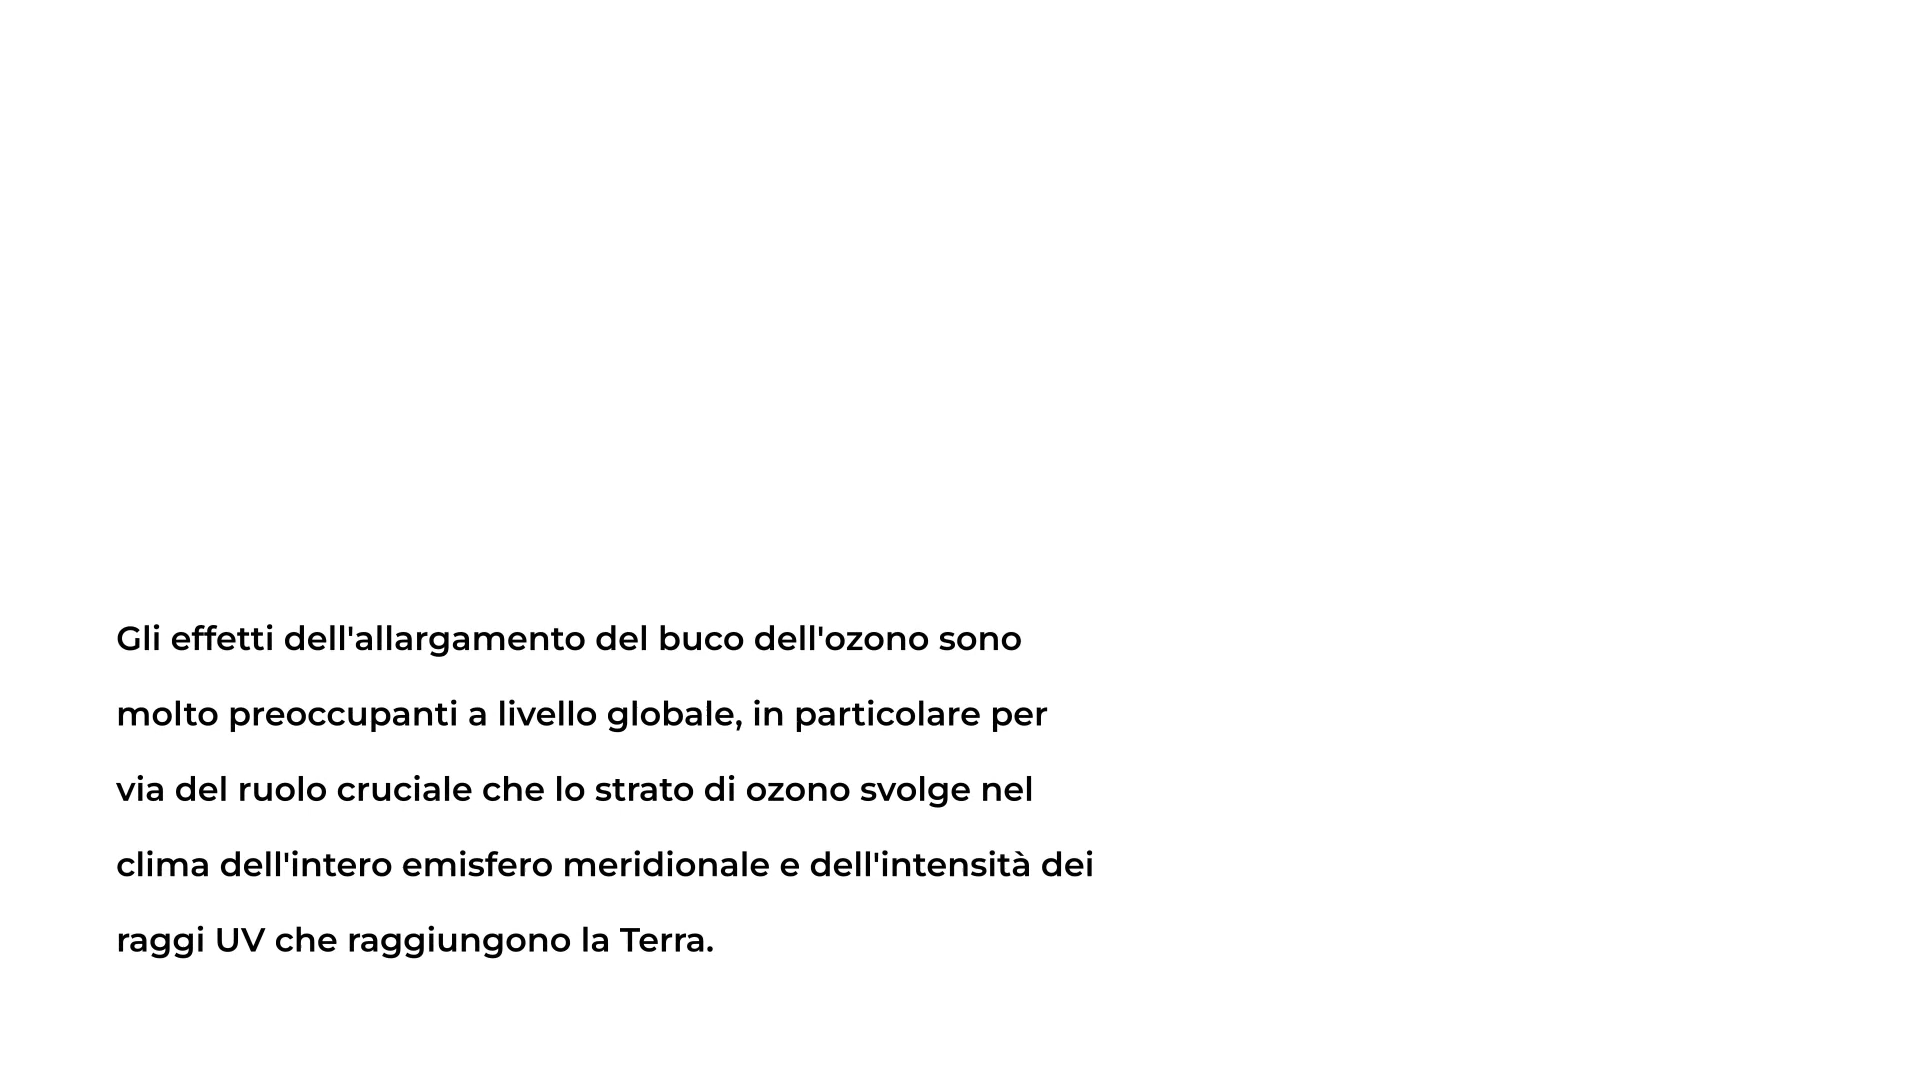 Gli effetti dell'allargamento del buco dell'ozono sono
molto preoccupanti a livello globale, in particolare per
via del ruolo cruciale che lo strato di ozono svolge nel
clima dell'intero emisfero meridionale e dell'intensità dei
raggi UV che raggiungono la Terra.